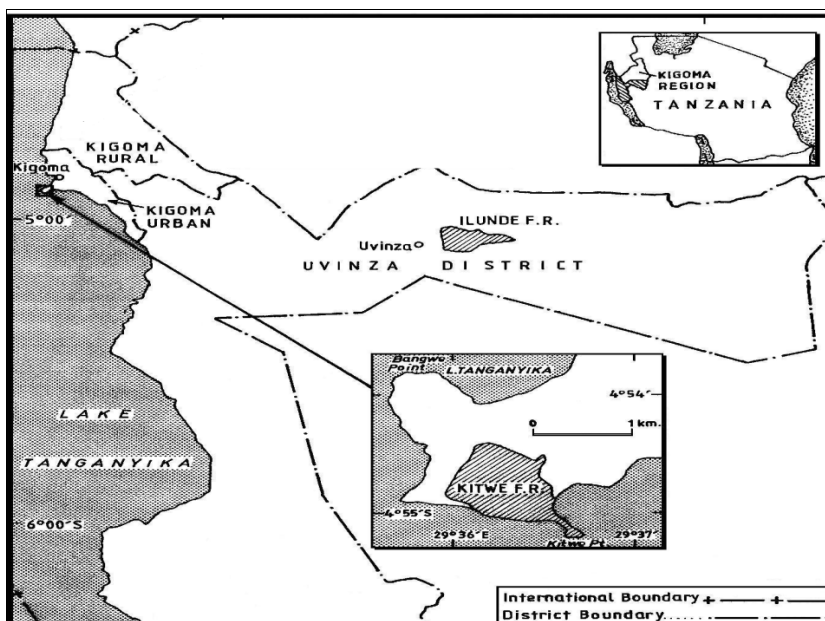 KIGOMA
REGION
TANZANIA
KIGOMA
RURAL
Kigoma
KIGOMA
URBAN
5°00'
ILUNDE F.R.
Uvinza
UVINZA DISTRICT
Bangwe
Point
L.TANGANYIKA
4°54'
0 1 km.
LAKE
TANGANYIKA
KITWE F.R.
4°55'S
29°36'E
29°37'
Kitwe Pt.
6°00'S
International Boundary
District Boundary